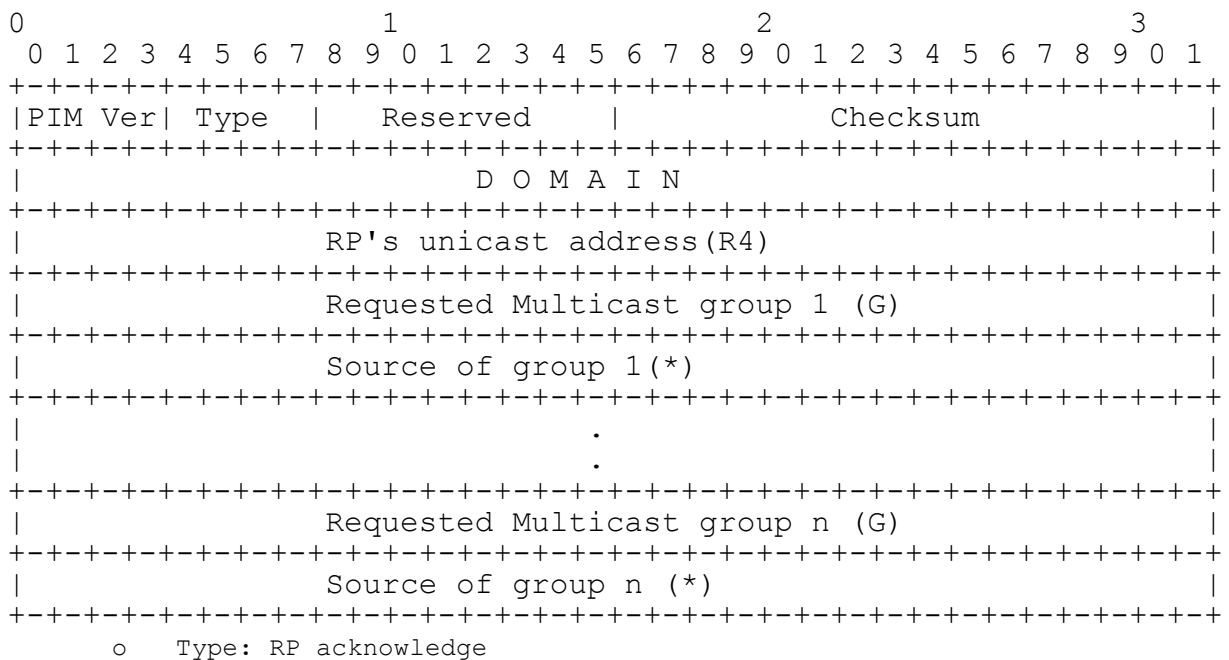 0                   1                   2                   3
 0 1 2 3 4 5 6 7 8 9 0 1 2 3 4 5 6 7 8 9 0 1 2 3 4 5 6 7 8 9 0 1
+-+-+-+-+-+-+-+-+-+-+-+-+-+-+-+-+-+-+-+-+-+-+-+-+-+-+-+-+-+-+-+-+
|PIM Ver| Type  |   Reserved    |           Checksum            |
+-+-+-+-+-+-+-+-+-+-+-+-+-+-+-+-+-+-+-+-+-+-+-+-+-+-+-+-+-+-+-+-+
|                        D O M A I N                            |
+-+-+-+-+-+-+-+-+-+-+-+-+-+-+-+-+-+-+-+-+-+-+-+-+-+-+-+-+-+-+-+-+
|                RP's unicast address(R4)                       |
+-+-+-+-+-+-+-+-+-+-+-+-+-+-+-+-+-+-+-+-+-+-+-+-+-+-+-+-+-+-+-+-+
|                Requested Multicast group 1 (G)                |
+-+-+-+-+-+-+-+-+-+-+-+-+-+-+-+-+-+-+-+-+-+-+-+-+-+-+-+-+-+-+-+-+
|                Source of group 1(*)                           |
+-+-+-+-+-+-+-+-+-+-+-+-+-+-+-+-+-+-+-+-+-+-+-+-+-+-+-+-+-+-+-+-+
|                              .                                |
|                              .                                |
+-+-+-+-+-+-+-+-+-+-+-+-+-+-+-+-+-+-+-+-+-+-+-+-+-+-+-+-+-+-+-+-+
|                Requested Multicast group n (G)                |
+-+-+-+-+-+-+-+-+-+-+-+-+-+-+-+-+-+-+-+-+-+-+-+-+-+-+-+-+-+-+-+-+
|                Source of group n (*)                          |
+-+-+-+-+-+-+-+-+-+-+-+-+-+-+-+-+-+-+-+-+-+-+-+-+-+-+-+-+-+-+-+-+
o   Type: RP acknowledge